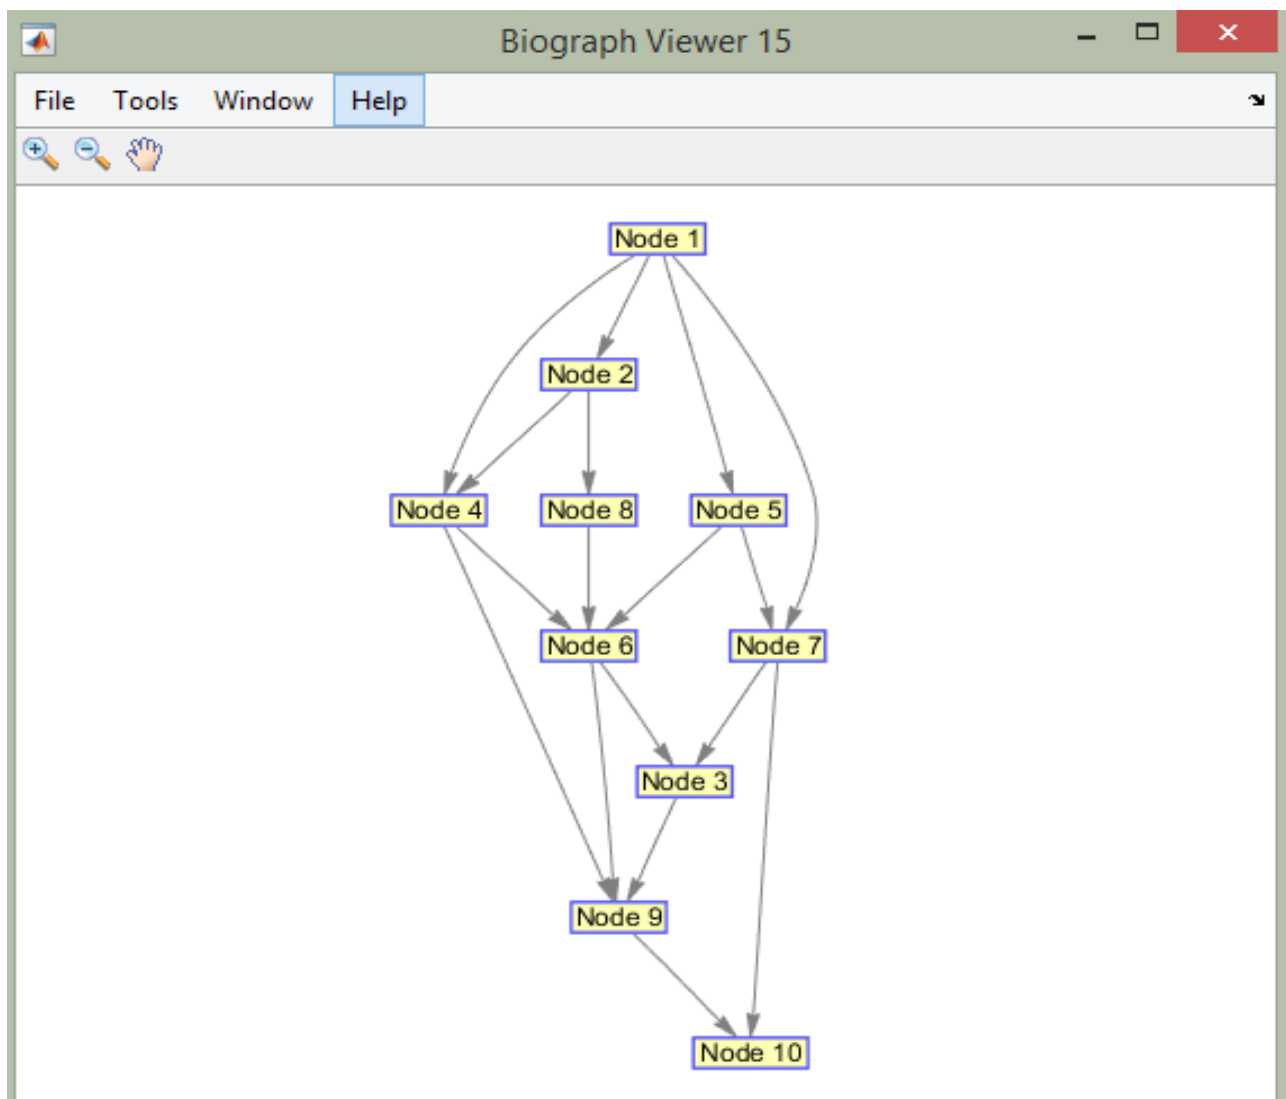 Biograph Viewer 15
File Tools Window Help
Node 1
Node 2
Node 4 Node 8 Node 5
Node 6 Node 7
Node 3
Node 9
Node 10